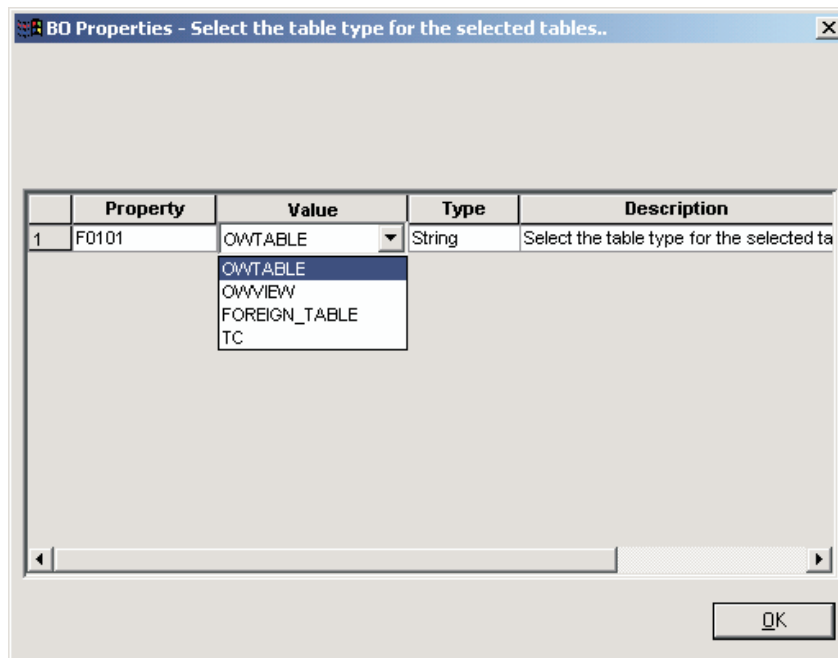 BO Properties - Select the table type for the selected tables..
Property Value Type Description
1 F0101 OWTABLE String Select the table type for the selected ta
OWTABLE
OWVIEW
FOREIGN_TABLE
TC
OK